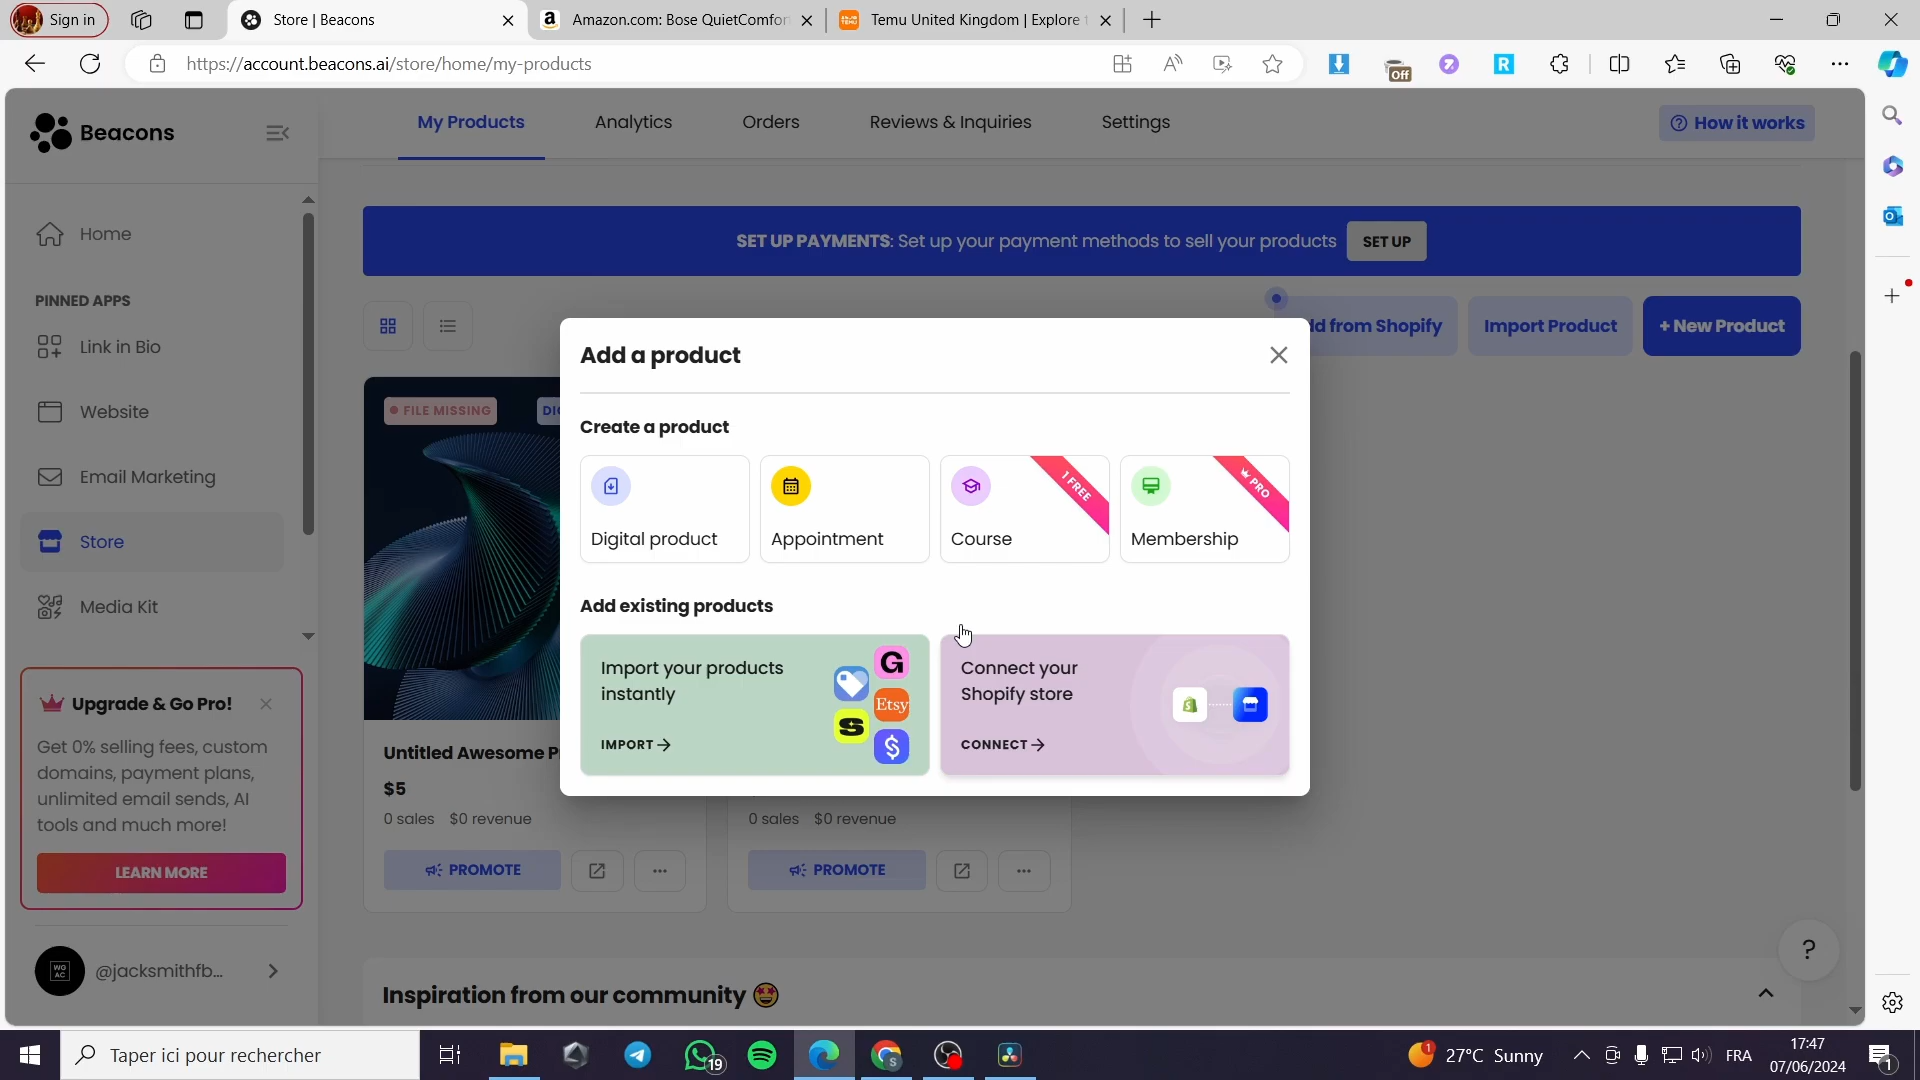 Sign in
Store | Beacons
Amazon.com: Bose QuietComfor
Temu United Kingdom | Explore
https://account.beacons.ai/store/home/my-products
Off
R
Beacons
My Products
Analytics
Orders
Reviews & Inquiries
Settings
How it works
Home
SET UP PAYMENTS: Set up your payment methods to sell your products
SET UP
PINNED APPS
Link in Bio
Website
Email Marketing
Store
Media Kit
d from Shopify
Import Product
+ New Product
Add a product
FILE MISSING
DI
Create a product
1 FREE
PRO
Digital product
Appointment
Course
Membership
Add existing products
Import your products
instantly
IMPORT
G
Etsy
S
$
Connect your
Shopify store
CONNECT
Upgrade & Go Pro!
Get 0% selling fees, custom
domains, payment plans,
unlimited email sends, AI
tools and much more!
LEARN MORE
Untitled Awesome P
$5
0 sales $0 revenue
0 sales $0 revenue
PROMOTE
PROMOTE
WG
AC
@jacksmithfb...
?
Inspiration from our community 🤩
Taper ici pour rechercher
19
S
1
27°C Sunny
FRA
17:47
07/06/2024
1